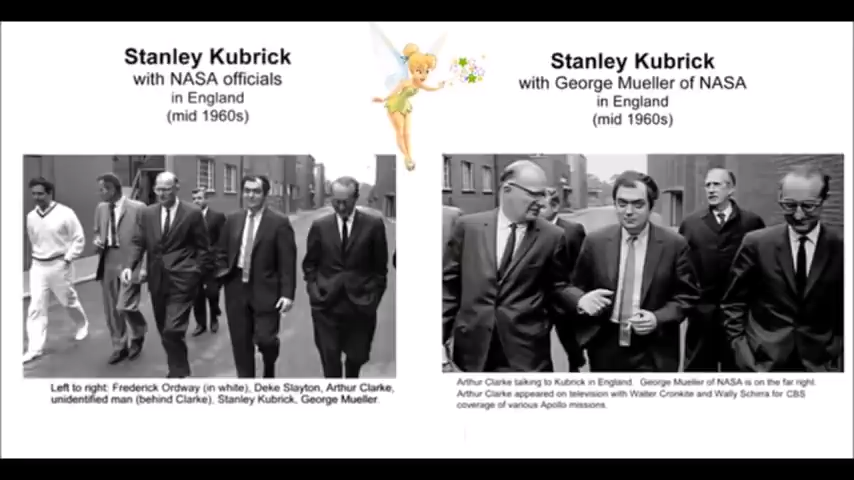 Stanley Kubrick
with NASA officials
in England
(mid 1960s)
Stanley Kubrick
with George Mueller of NASA
in England
(mid 1960s)
Left to right: Frederick Ordway (in white), Deke Slayton, Arthur Clarke,
unidentified man (behind Clarke), Stanley Kubrick, George Mueller.
Arthur Clarke talking to Kubrick in England. George Mueller of NASA is on the far right.
Arthur Clarke appeared on television with Walter Cronkite and Wally Schirra for CBS
coverage of various Apollo missions.